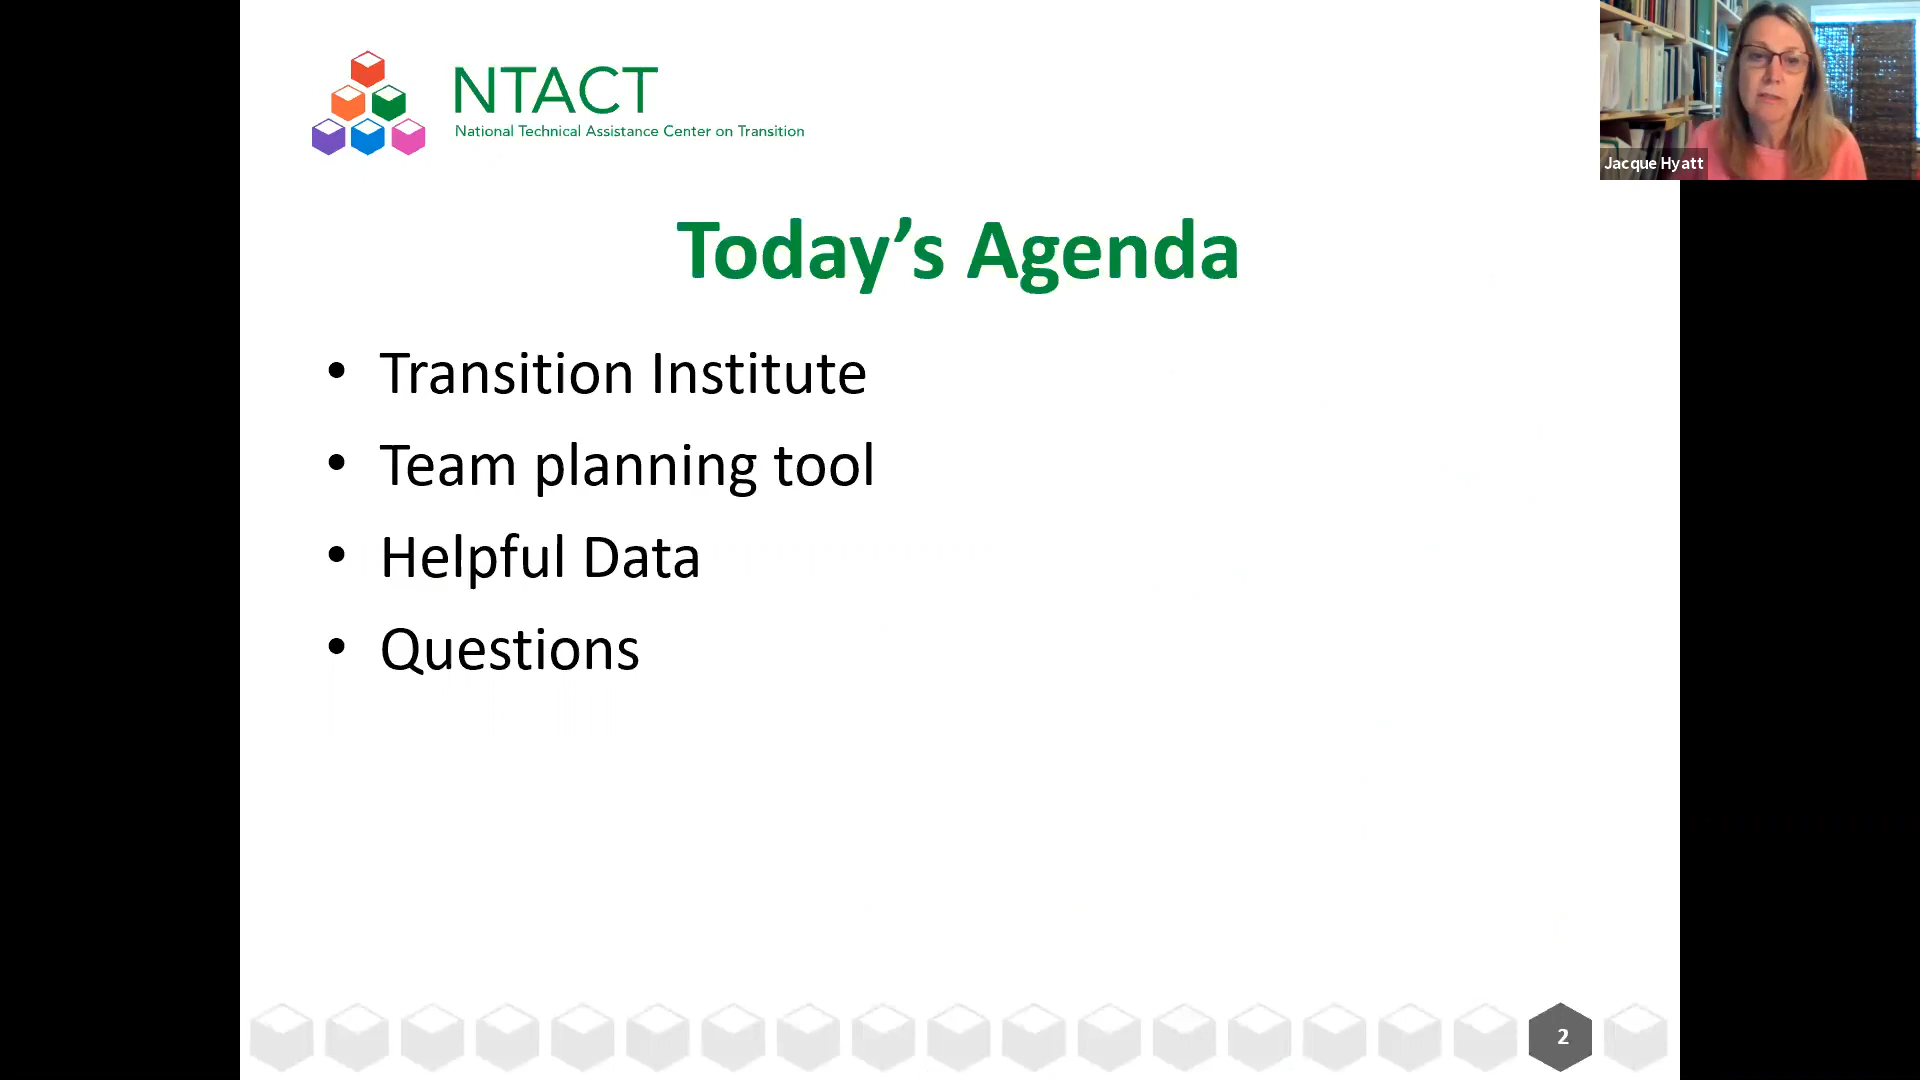 NTACT
National Technical Assistance Center on Transition
Jacque Hyatt
Today’s Agenda
• Transition Institute
• Team planning tool
• Helpful Data
• Questions
2